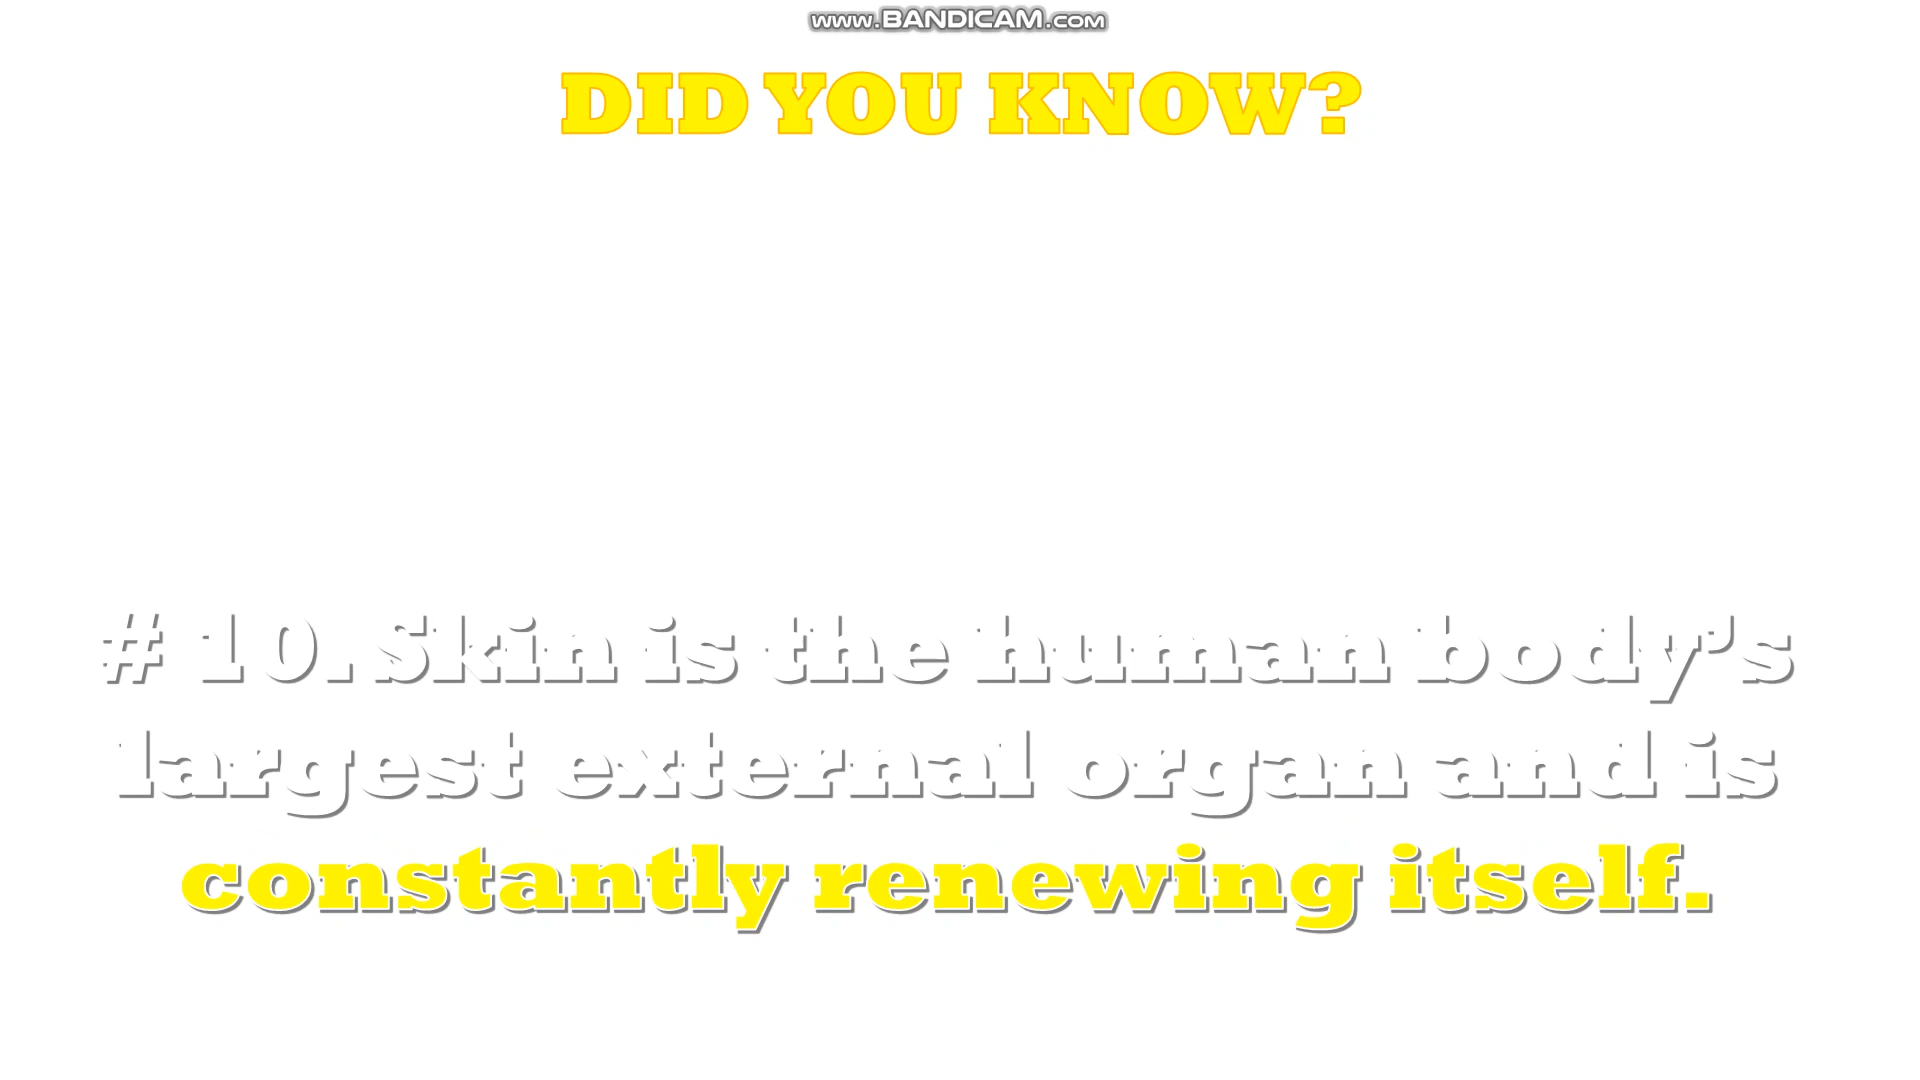 www.BANDICAM.com
DID YOU KNOW?
# 10. Skin is the human body's
largest external organ and is
constantly renewing itself.